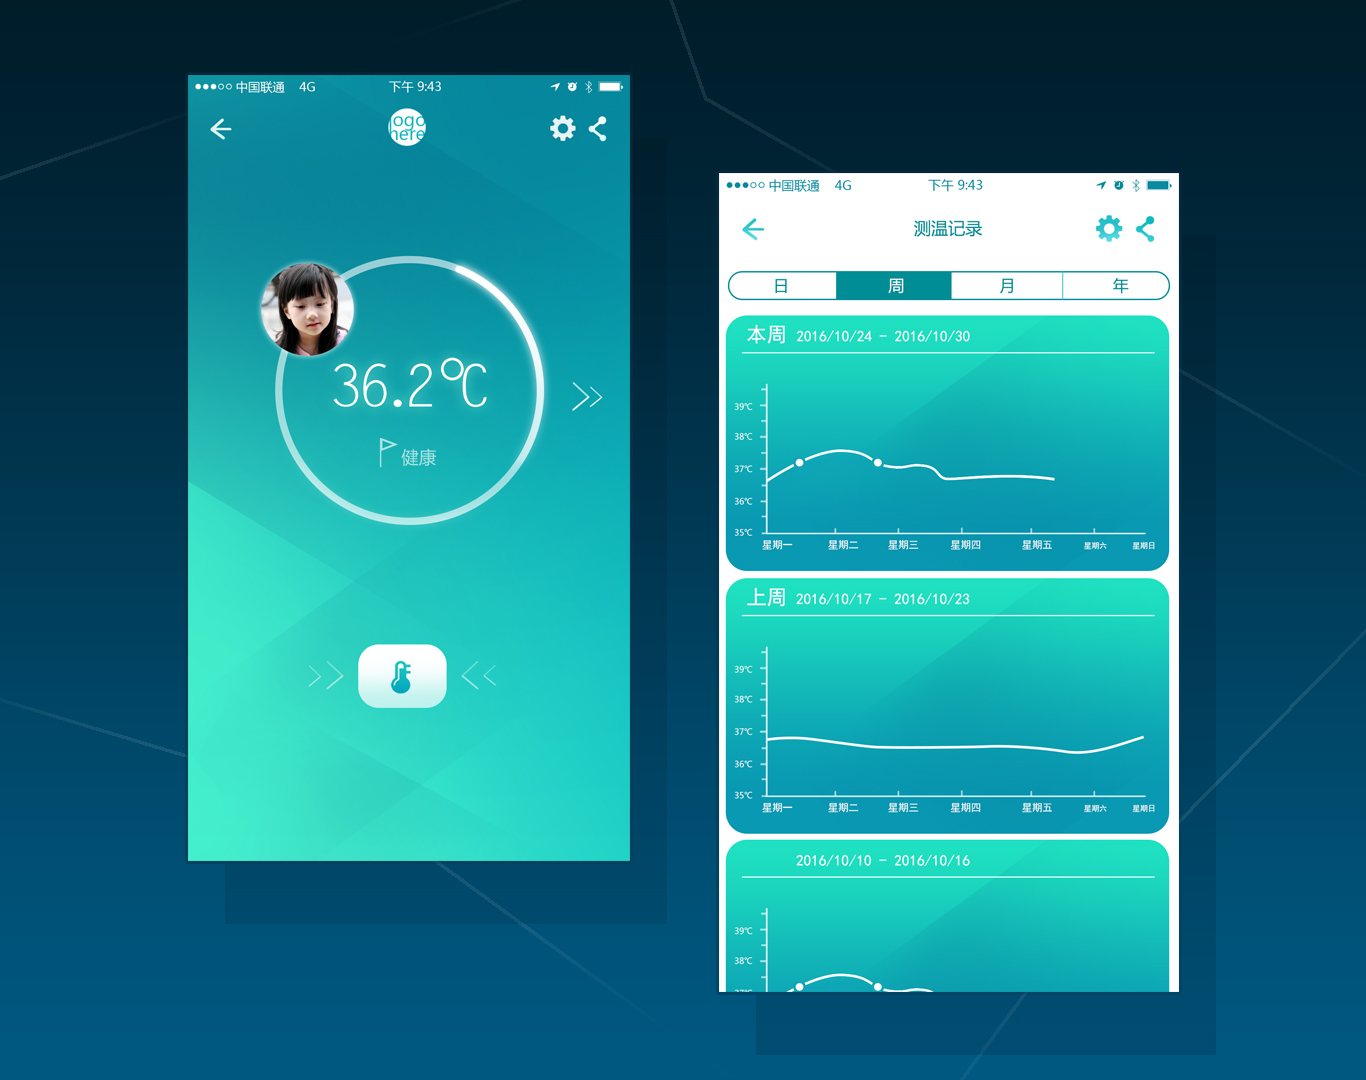 中国联通 4G 下午 9:43
logo
here
36.2℃
健康
中国联通 4G 下午 9:43
测温记录
日 周 月 年
本周 2016/10/24 - 2016/10/30
39℃
38℃
37℃
36℃
35℃
星期一 星期二 星期三 星期四 星期五 星期六 星期日
上周 2016/10/17 - 2016/10/23
39℃
38℃
37℃
36℃
35℃
星期一 星期二 星期三 星期四 星期五 星期六 星期日
2016/10/10 - 2016/10/16
39℃
38℃
37℃